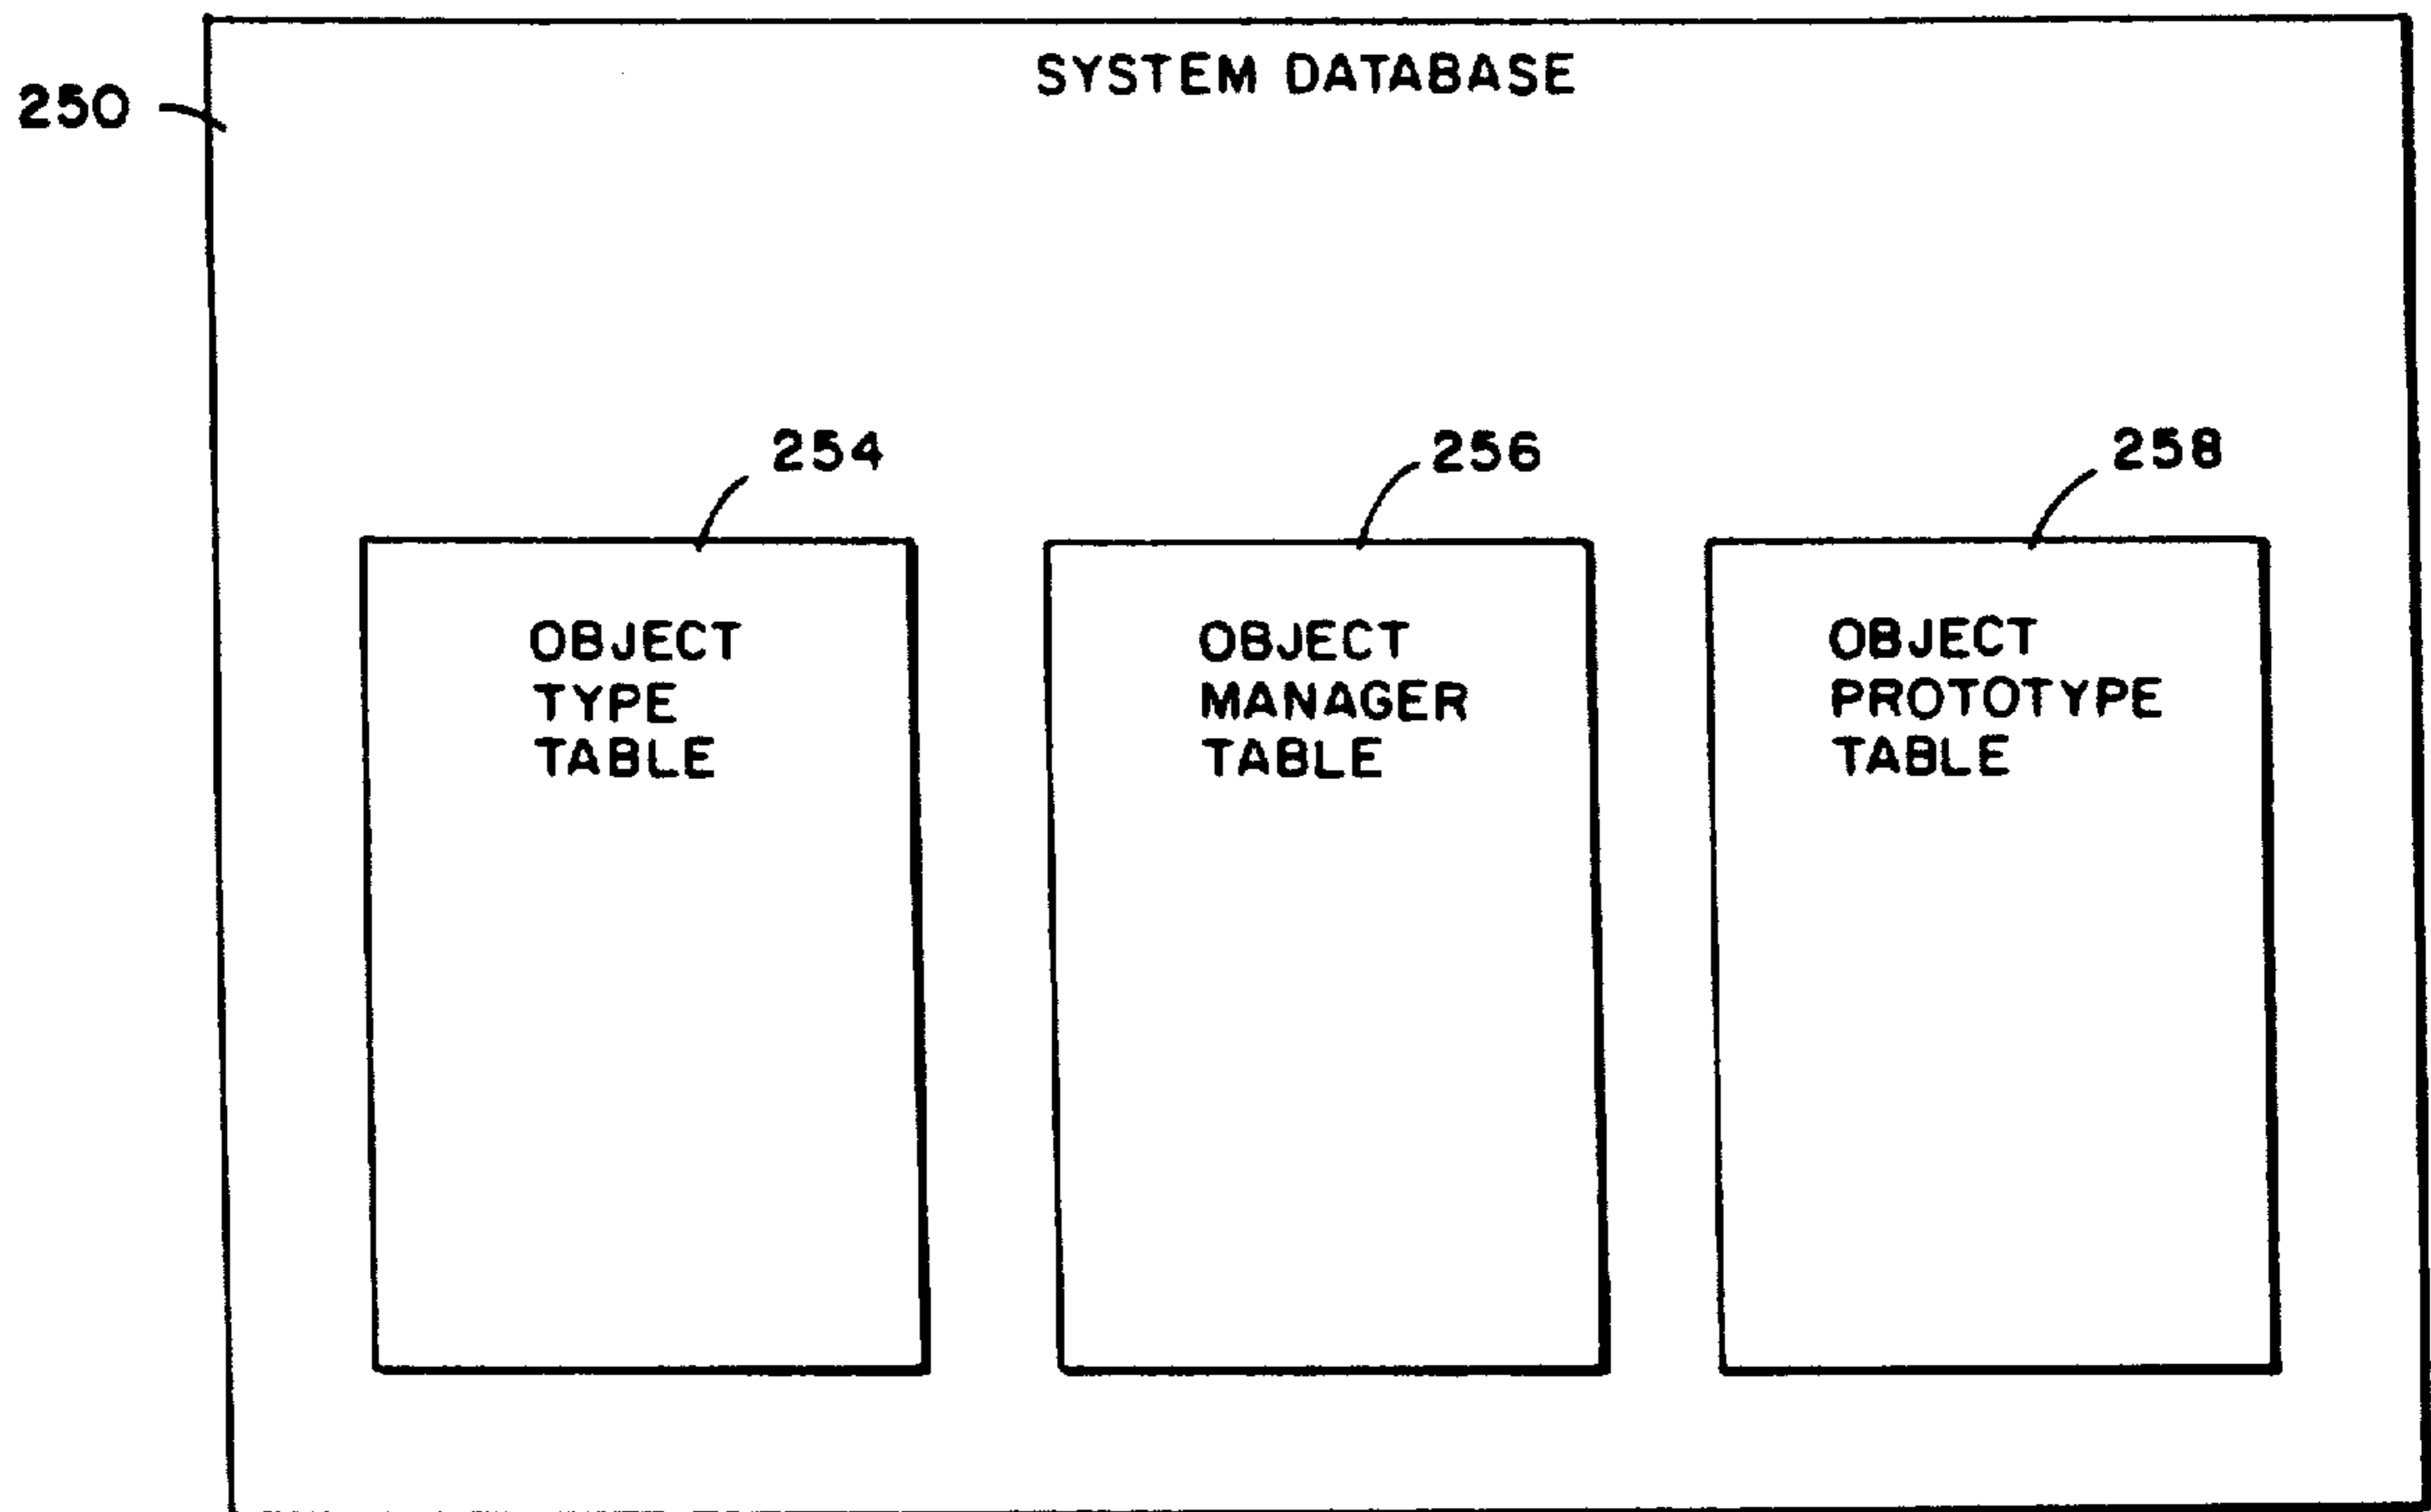 SYSTEM DATABASE
250
254
256
258
OBJECT
TYPE
TABLE
OBJECT
MANAGER
TABLE
OBJECT
PROTOTYPE
TABLE